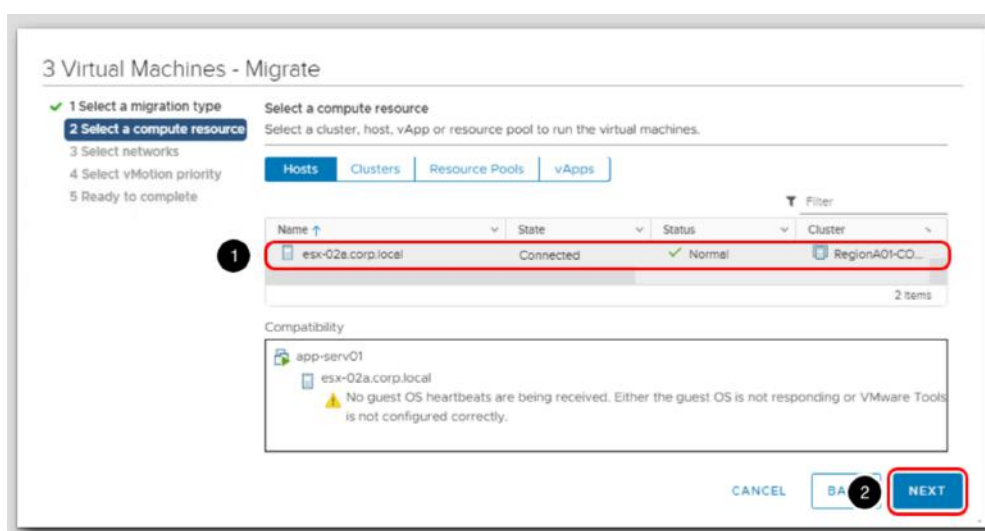 3 Virtual Machines - Migrate
1 Select a migration type
2 Select a compute resource
3 Select networks
4 Select vMotion priority
5 Ready to complete
Select a compute resource
Select a cluster, host, vApp or resource pool to run the virtual machines.
Hosts Clusters Resource Pools vApps
Filter
Name State Status Cluster
1
esx-02a.corp.local Connected Normal RegionA01-CO...
2 items
Compatibility
app-serv01
esx-02a.corp.local
No guest OS heartbeats are being received. Either the guest OS is not responding or VMware Tools
is not configured correctly.
CANCEL BA 2 NEXT